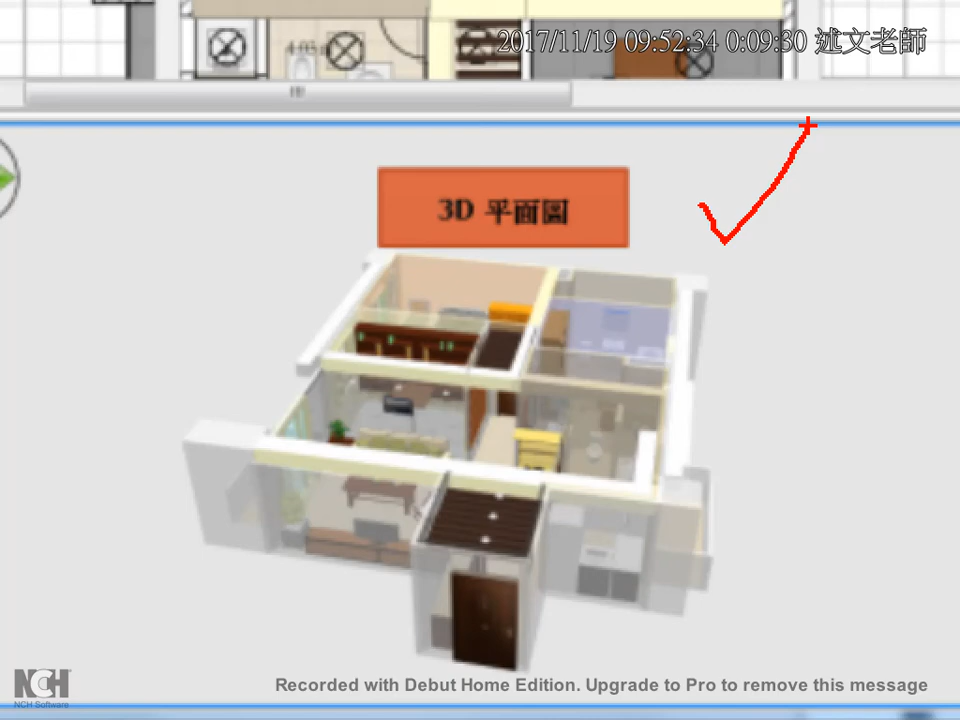 2017/11/19 09:52:34 0:09:30 述文老師
3D 平面圖
NCH
NCH Software
Recorded with Debut Home Edition. Upgrade to Pro to remove this message